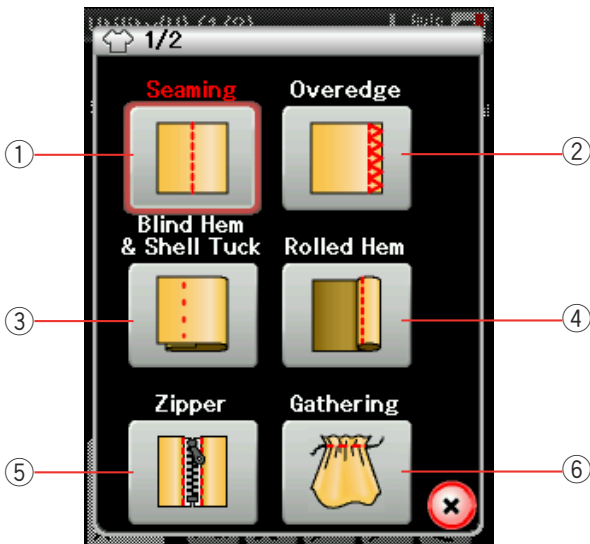 1/2
Seaming Overedge
① ②
Blind Hem
& Shell Tuck Rolled Hem
③ ④
Zipper Gathering
⑤ ⑥